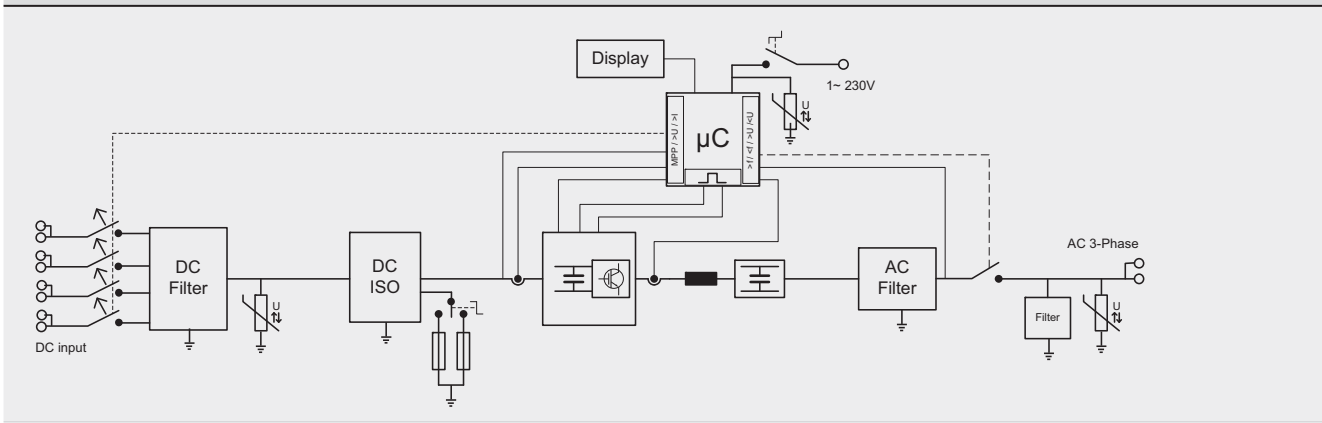 Display
1~ 230V
U
MPP / >U / >I
µC
>f / <f / >U /<U
AC 3-Phase
DC
Filter
DC
ISO
AC
Filter
U
Filter
U
DC input